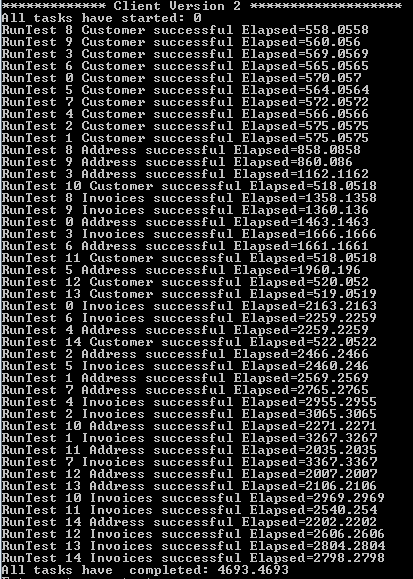 ************* Client Version 2 *******************
All tasks have started: 0
RunTest 8 Customer successful Elapsed=558.0558
RunTest 9 Customer successful Elapsed=560.056
RunTest 3 Customer successful Elapsed=569.0569
RunTest 6 Customer successful Elapsed=565.0565
RunTest 0 Customer successful Elapsed=570.057
RunTest 5 Customer successful Elapsed=564.0564
RunTest 7 Customer successful Elapsed=572.0572
RunTest 4 Customer successful Elapsed=566.0566
RunTest 2 Customer successful Elapsed=575.0575
RunTest 1 Customer successful Elapsed=575.0575
RunTest 8 Address successful Elapsed=858.0858
RunTest 9 Address successful Elapsed=860.086
RunTest 3 Address successful Elapsed=1162.1162
RunTest 10 Customer successful Elapsed=518.0518
RunTest 8 Invoices successful Elapsed=1358.1358
RunTest 9 Invoices successful Elapsed=1360.136
RunTest 0 Address successful Elapsed=1463.1463
RunTest 3 Invoices successful Elapsed=1666.1666
RunTest 6 Address successful Elapsed=1661.1661
RunTest 11 Customer successful Elapsed=518.0518
RunTest 5 Address successful Elapsed=1960.196
RunTest 12 Customer successful Elapsed=520.052
RunTest 13 Customer successful Elapsed=519.0519
RunTest 0 Invoices successful Elapsed=2163.2163
RunTest 6 Invoices successful Elapsed=2259.2259
RunTest 4 Address successful Elapsed=2259.2259
RunTest 14 Customer successful Elapsed=522.0522
RunTest 2 Address successful Elapsed=2466.2466
RunTest 5 Invoices successful Elapsed=2460.246
RunTest 1 Address successful Elapsed=2569.2569
RunTest 7 Address successful Elapsed=2765.2765
RunTest 4 Invoices successful Elapsed=2955.2955
RunTest 2 Invoices successful Elapsed=3065.3065
RunTest 10 Address successful Elapsed=2271.2271
RunTest 1 Invoices successful Elapsed=3267.3267
RunTest 11 Address successful Elapsed=2035.2035
RunTest 7 Invoices successful Elapsed=3367.3367
RunTest 12 Address successful Elapsed=2007.2007
RunTest 13 Address successful Elapsed=2106.2106
RunTest 10 Invoices successful Elapsed=2969.2969
RunTest 11 Invoices successful Elapsed=2540.254
RunTest 14 Address successful Elapsed=2202.2202
RunTest 12 Invoices successful Elapsed=2606.2606
RunTest 13 Invoices successful Elapsed=2804.2804
RunTest 14 Invoices successful Elapsed=2798.2798
All tasks have  completed: 4693.4693